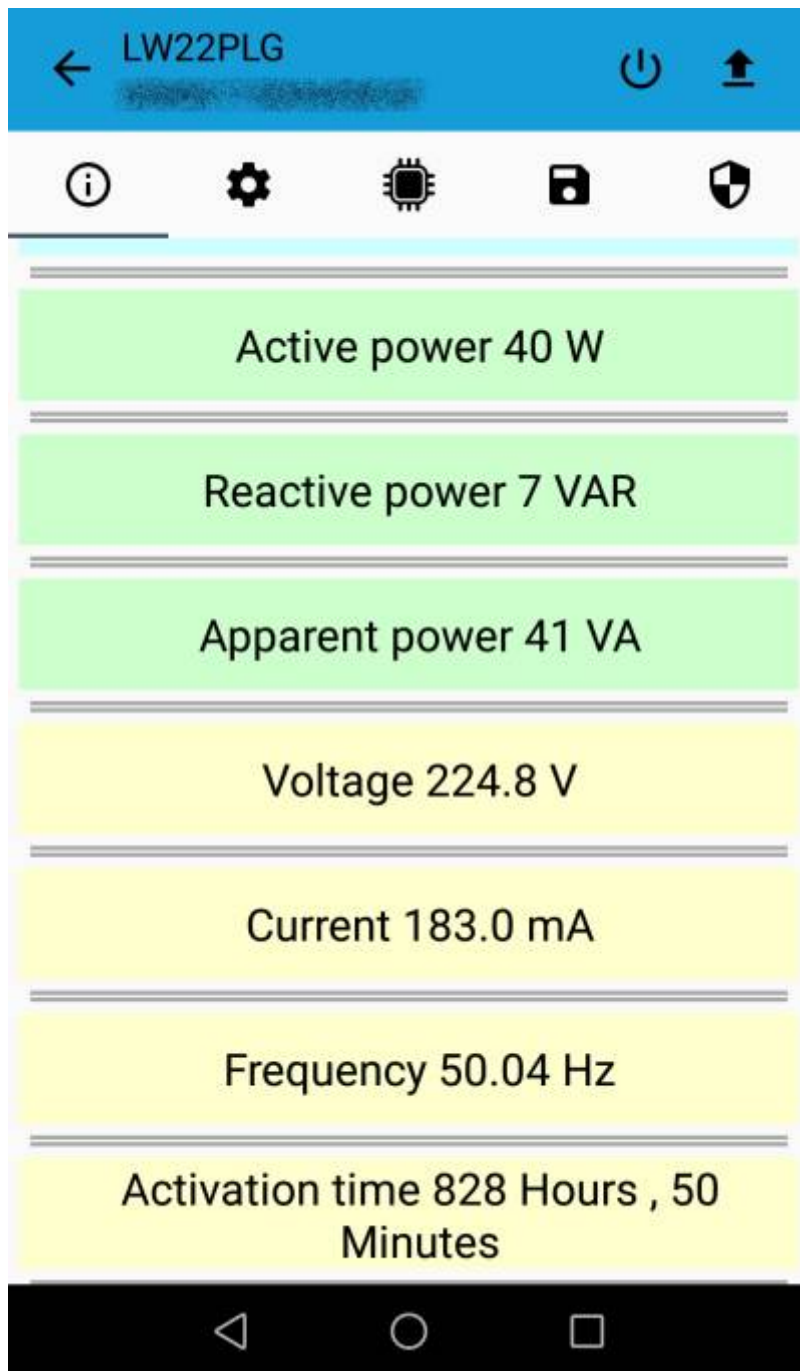 LW22PLG
Active power 40 W
Reactive power 7 VAR
Apparent power 41 VA
Voltage 224.8 V
Current 183.0 mA
Frequency 50.04 Hz
Activation time 828 Hours , 50
Minutes